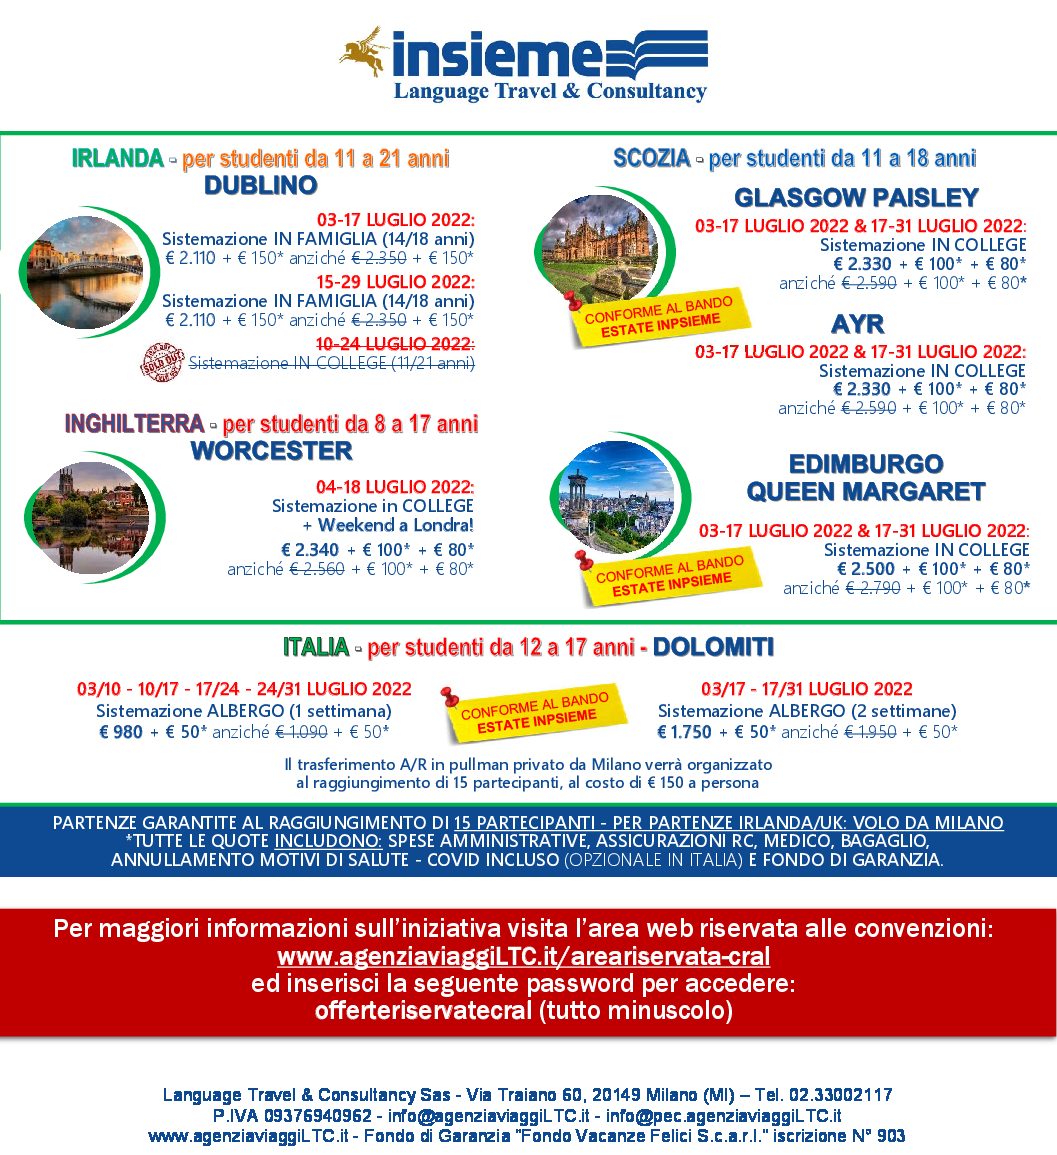 insieme
Language Travel & Consultancy
IRLANDA - per studenti da 11 a 21 anni
DUBLINO
03-17 LUGLIO 2022:
Sistemazione IN FAMIGLIA (14/18 anni)
€ 2.110 + € 150* anziché € 2.350 + € 150*
15-29 LUGLIO 2022:
Sistemazione IN FAMIGLIA (14/18 anni)
€ 2.110 + € 150* anziché € 2.350 + € 150*
10-24 LUGLIO 2022:
SOLD OUT
Sistemazione IN COLLEGE (11/21 anni)
INGHILTERRA - per studenti da 8 a 17 anni
WORCESTER
04-18 LUGLIO 2022:
Sistemazione in COLLEGE
+ Weekend a Londra!
€ 2.340 + € 100* + € 80*
anziché € 2.560 + € 100* + € 80*
SCOZIA - per studenti da 11 a 18 anni
GLASGOW PAISLEY
03-17 LUGLIO 2022 & 17-31 LUGLIO 2022:
Sistemazione IN COLLEGE
€ 2.330 + € 100* + € 80*
anziché € 2.590 + € 100* + € 80*
CONFORME AL BANDO
ESTATE INPSIEME
AYR
03-17 LUGLIO 2022 & 17-31 LUGLIO 2022:
Sistemazione IN COLLEGE
€ 2.330 + € 100* + € 80*
anziché € 2.590 + € 100* + € 80*
EDIMBURGO
QUEEN MARGARET
03-17 LUGLIO 2022 & 17-31 LUGLIO 2022:
Sistemazione IN COLLEGE
€ 2.500 + € 100* + € 80*
anziché € 2.790 + € 100* + € 80*
CONFORME AL BANDO
ESTATE INPSIEME
ITALIA - per studenti da 12 a 17 anni - DOLOMITI
03/10 - 10/17 - 17/24 - 24/31 LUGLIO 2022
Sistemazione ALBERGO (1 settimana)
€ 980 + € 50* anziché € 1.090 + € 50*
CONFORME AL BANDO
ESTATE INPSIEME
03/17 - 17/31 LUGLIO 2022
Sistemazione ALBERGO (2 settimane)
€ 1.750 + € 50* anziché € 1.950 + € 50*
Il trasferimento A/R in pullman privato da Milano verrà organizzato
al raggiungimento di 15 partecipanti, al costo di € 150 a persona
PARTENZE GARANTITE AL RAGGIUNGIMENTO DI 15 PARTECIPANTI - PER PARTENZE IRLANDA/UK: VOLO DA MILANO
*TUTTE LE QUOTE INCLUDONO: SPESE AMMINISTRATIVE, ASSICURAZIONI RC, MEDICO, BAGAGLIO,
ANNULLAMENTO MOTIVI DI SALUTE - COVID INCLUSO (OPZIONALE IN ITALIA) E FONDO DI GARANZIA.
Per maggiori informazioni sull'iniziativa visita l'area web riservata alle convenzioni:
www.agenziaviaggiLTC.it/areariservata-cral
ed inserisci la seguente password per accedere:
offerteriservatecral (tutto minuscolo)
Language Travel & Consultancy Sas - Via Traiano 60, 20149 Milano (MI) – Tel. 02.33002117
P.IVA 09376940962 - info@agenziaviaggiLTC.it - info@pec.agenziaviaggiLTC.it
www.agenziaviaggiLTC.it - Fondo di Garanzia "Fondo Vacanze Felici S.c.a.r.l." iscrizione N° 903